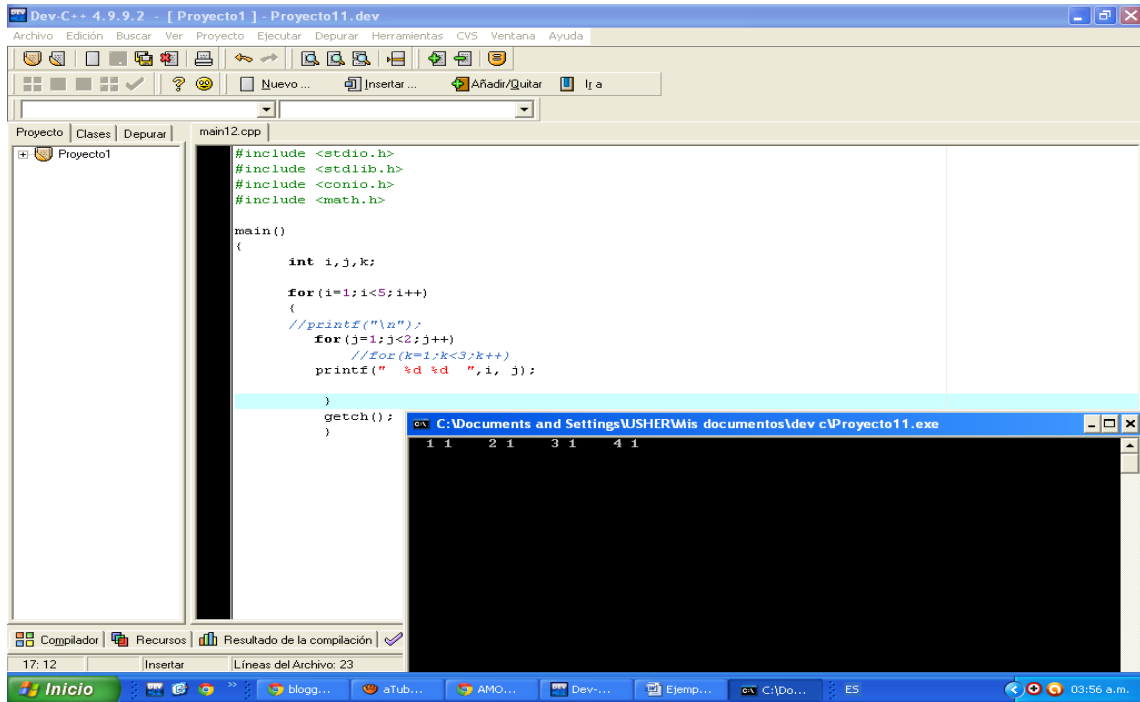 Dev-C++ 4.9.9.2 - [ Proyecto1 ] - Proyecto11.dev
Archivo Edición Buscar Ver Proyecto Ejecutar Depurar Herramientas CVS Ventana Ayuda
Nuevo ... Insertar ... Añadir/Quitar Ir a
Proyecto Clases Depurar main12.cpp
Proyecto1
#include <stdio.h>
#include <stdlib.h>
#include <conio.h>
#include <math.h>
main()
{
int i,j,k;
for(i=1;i<5;i++)
{
//printf("\n");
for(j=1;j<2;j++)
//for(k=1;k<3;k++)
printf("  %d %d  ",i, j);
}
getch();
}
C:\Documents and Settings\USHER\Mis documentos\dev c\Proyecto11.exe
1 1    2 1    3 1    4 1
Compilador Recursos Resultado de la compilación
17: 12 Insertar Líneas del Archivo: 23
Inicio blogg... aTub... AMO... Dev-... Ejemp... C:\Do... ES 03:56 a.m.